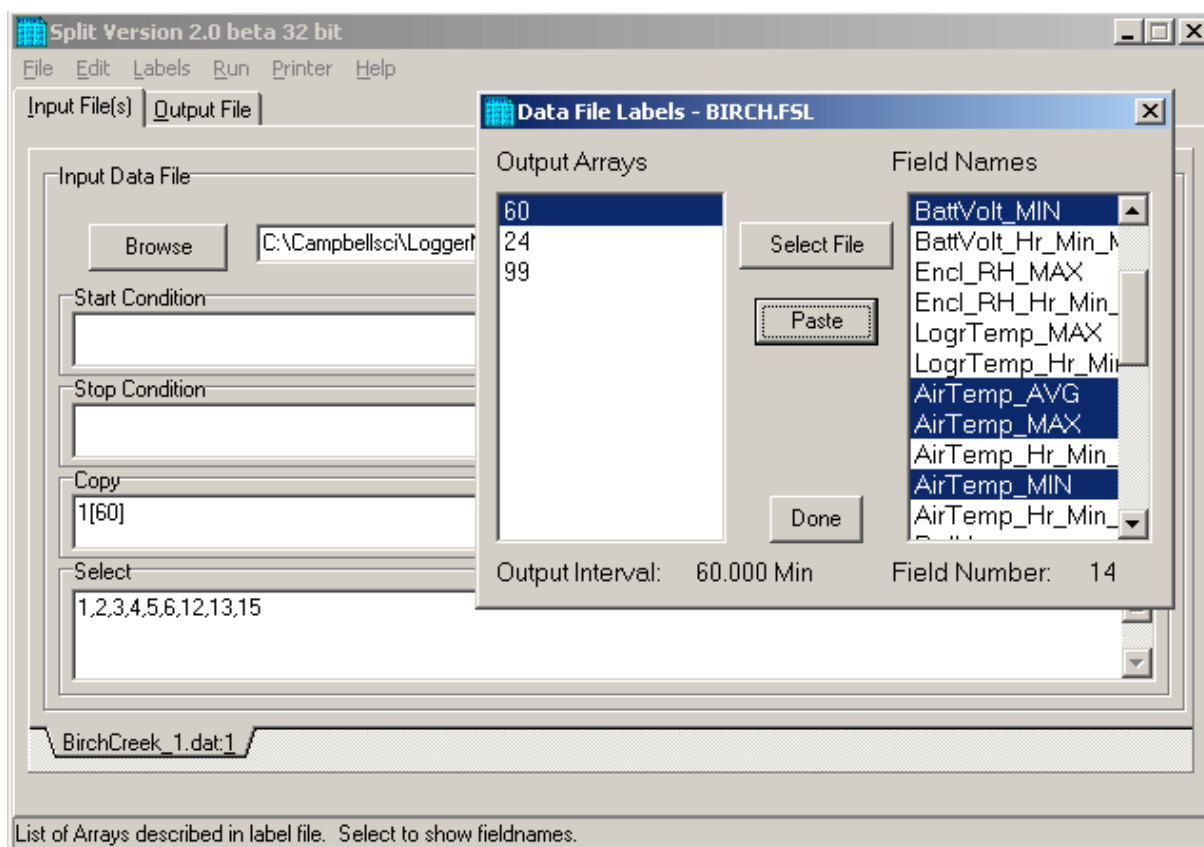 Split Version 2.0 beta 32 bit
File Edit Labels Run Printer Help
Input File(s) Output File
Input Data File
Browse
C:\Campbellsci\Logger
Start Condition
Stop Condition
Copy
1[60]
Select
1,2,3,4,5,6,12,13,15
BirchCreek_1.dat:1
Data File Labels - BIRCH.FSL
Output Arrays
60
24
99
Select File
Paste
Done
Field Names
BattVolt_MIN
BattVolt_Hr_Min_M
Encl_RH_MAX
Encl_RH_Hr_Min_
LogrTemp_MAX
LogrTemp_Hr_Min
AirTemp_AVG
AirTemp_MAX
AirTemp_Hr_Min_
AirTemp_MIN
AirTemp_Hr_Min_
Output Interval: 60.000 Min
Field Number: 14
List of Arrays described in label file. Select to show fieldnames.